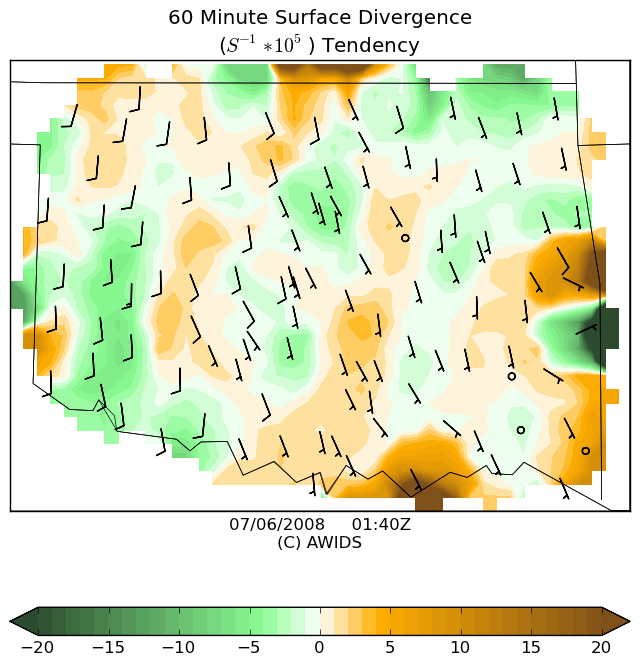 60 Minute Surface Divergence
(S⁻¹ *10⁵ ) Tendency
07/06/2008 01:40Z
(C) AWIDS
−20 −15 −10 −5 0 5 10 15 20